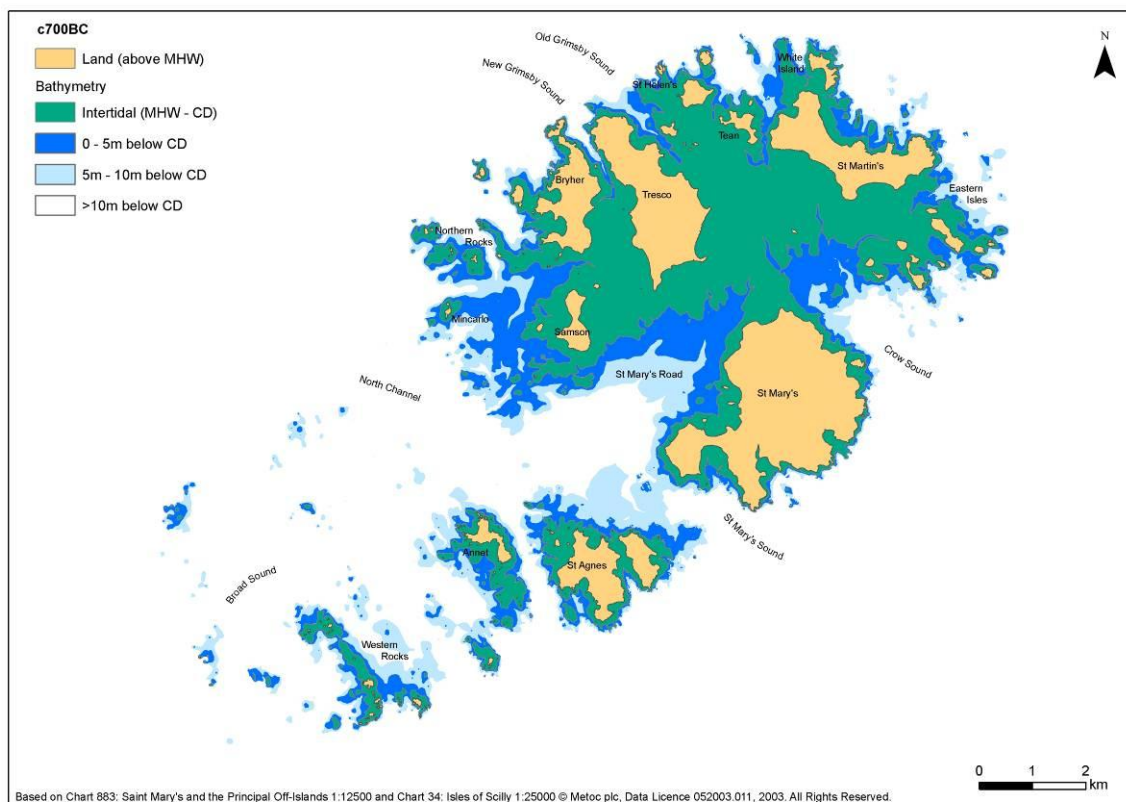 c700BC
Land (above MHW)
Bathymetry
Intertidal (MHW - CD)
0 - 5m below CD
5m - 10m below CD
>10m below CD
N
Old Grimsby Sound
New Grimsby Sound
White
Island
St Helen's
Tean
St Martin's
Bryher
Tresco
Eastern
Isles
Northern
Rocks
Mincarlo
Samson
St Mary's Road
Crow Sound
North Channel
St Mary's
St Mary's Sound
Annet
St Agnes
Broad Sound
Western
Rocks
0 1 2
km
Based on Chart 883: Saint Mary's and the Principal Off-Islands 1:12500 and Chart 34: Isles of Scilly 1:25000 © Metoc plc, Data Licence 052003.011, 2003. All Rights Reserved.